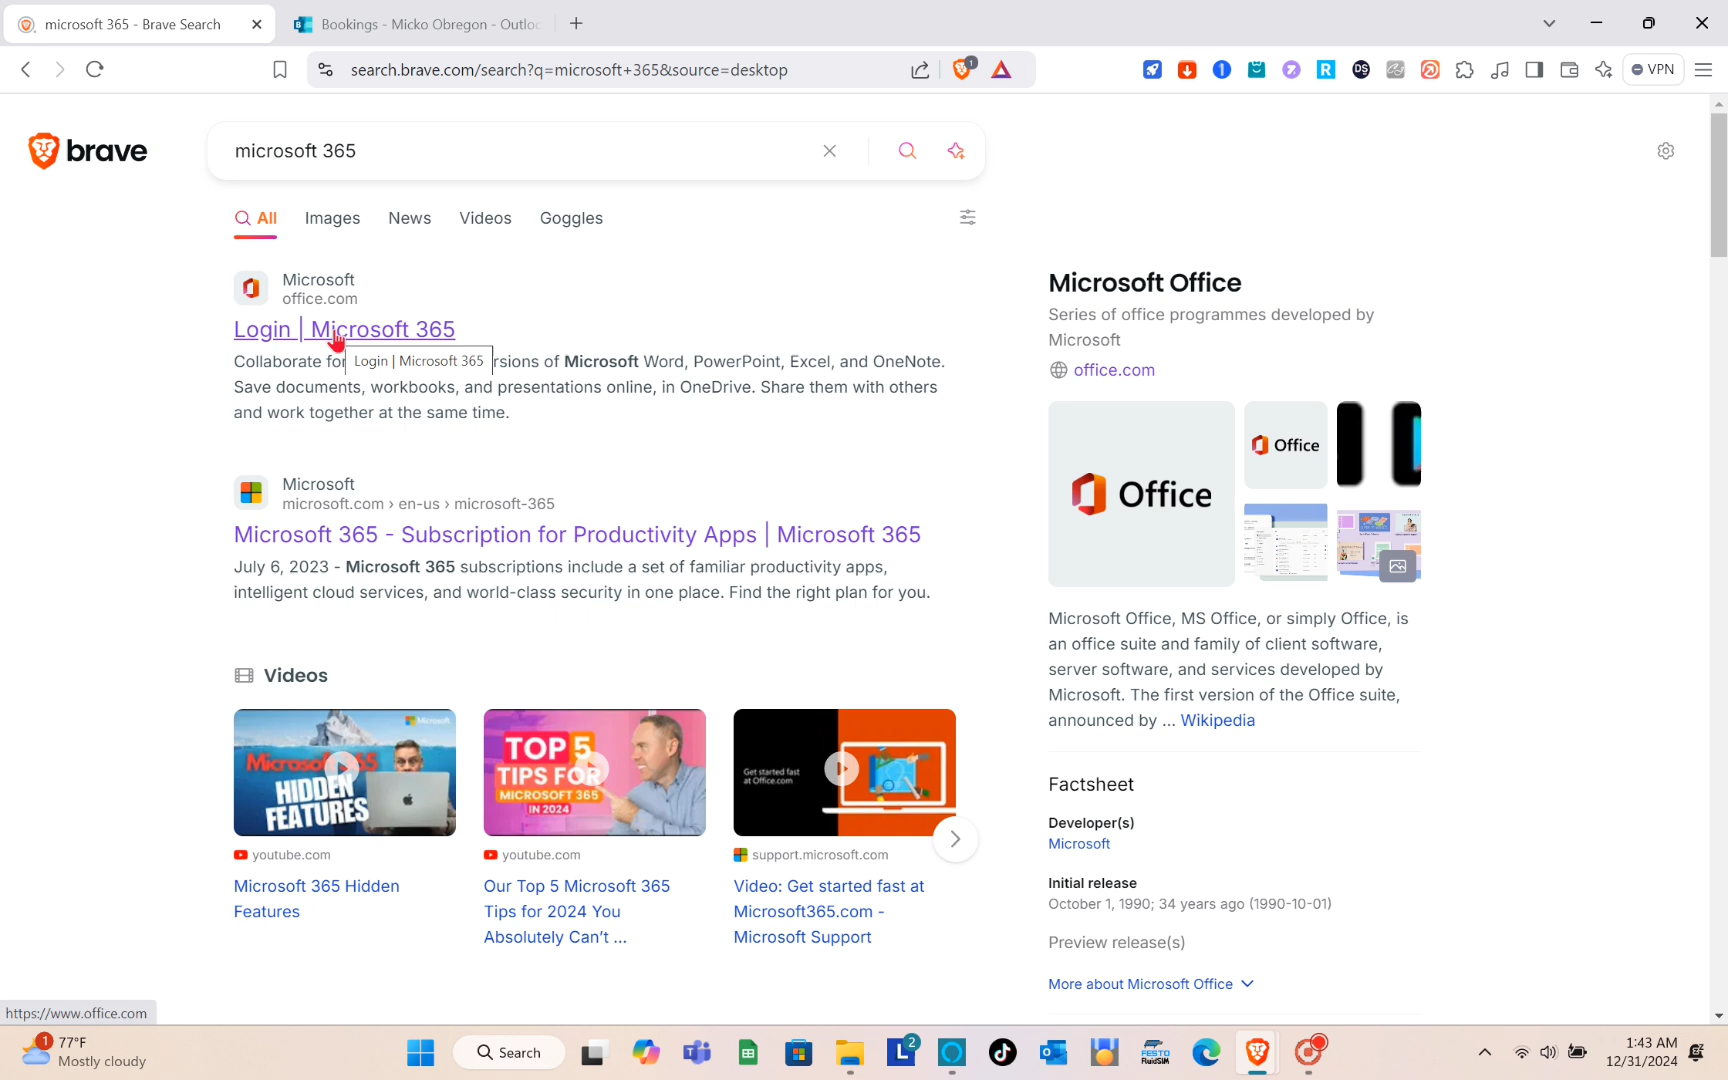 microsoft 365 - Brave Search
Bookings - Micko Obregon - Outloo
search.brave.com/search?q=microsoft+365&source=desktop
1
VPN
brave
microsoft 365
All
Images
News
Videos
Goggles
Microsoft
office.com
Login | Microsoft 365
Login | Microsoft 365
Collaborate for rsions of Microsoft Word, PowerPoint, Excel, and OneNote.
Save documents, workbooks, and presentations online, in OneDrive. Share them with others
and work together at the same time.
Microsoft
microsoft.com › en-us › microsoft-365
Microsoft 365 - Subscription for Productivity Apps | Microsoft 365
July 6, 2023 - Microsoft 365 subscriptions include a set of familiar productivity apps,
intelligent cloud services, and world-class security in one place. Find the right plan for you.
Videos
Microsoft
Microsoft 365
HIDDEN
FEATURES
youtube.com
Microsoft 365 Hidden
Features
TOP 5
TIPS FOR
MICROSOFT 365
IN 2024
youtube.com
Our Top 5 Microsoft 365
Tips for 2024 You
Absolutely Can't ...
Get started fast
at Office.com
support.microsoft.com
Video: Get started fast at
Microsoft365.com -
Microsoft Support
Microsoft Office
Series of office programmes developed by
Microsoft
office.com
Office
Office
Microsoft Office, MS Office, or simply Office, is
an office suite and family of client software,
server software, and services developed by
Microsoft. The first version of the Office suite,
announced by ... Wikipedia
Factsheet
Developer(s)
Microsoft
Initial release
October 1, 1990; 34 years ago (1990-10-01)
Preview release(s)
More about Microsoft Office
https://www.office.com
1
77°F
Mostly cloudy
Search
2
L
FESTO
FluidSIM
1:43 AM
12/31/2024